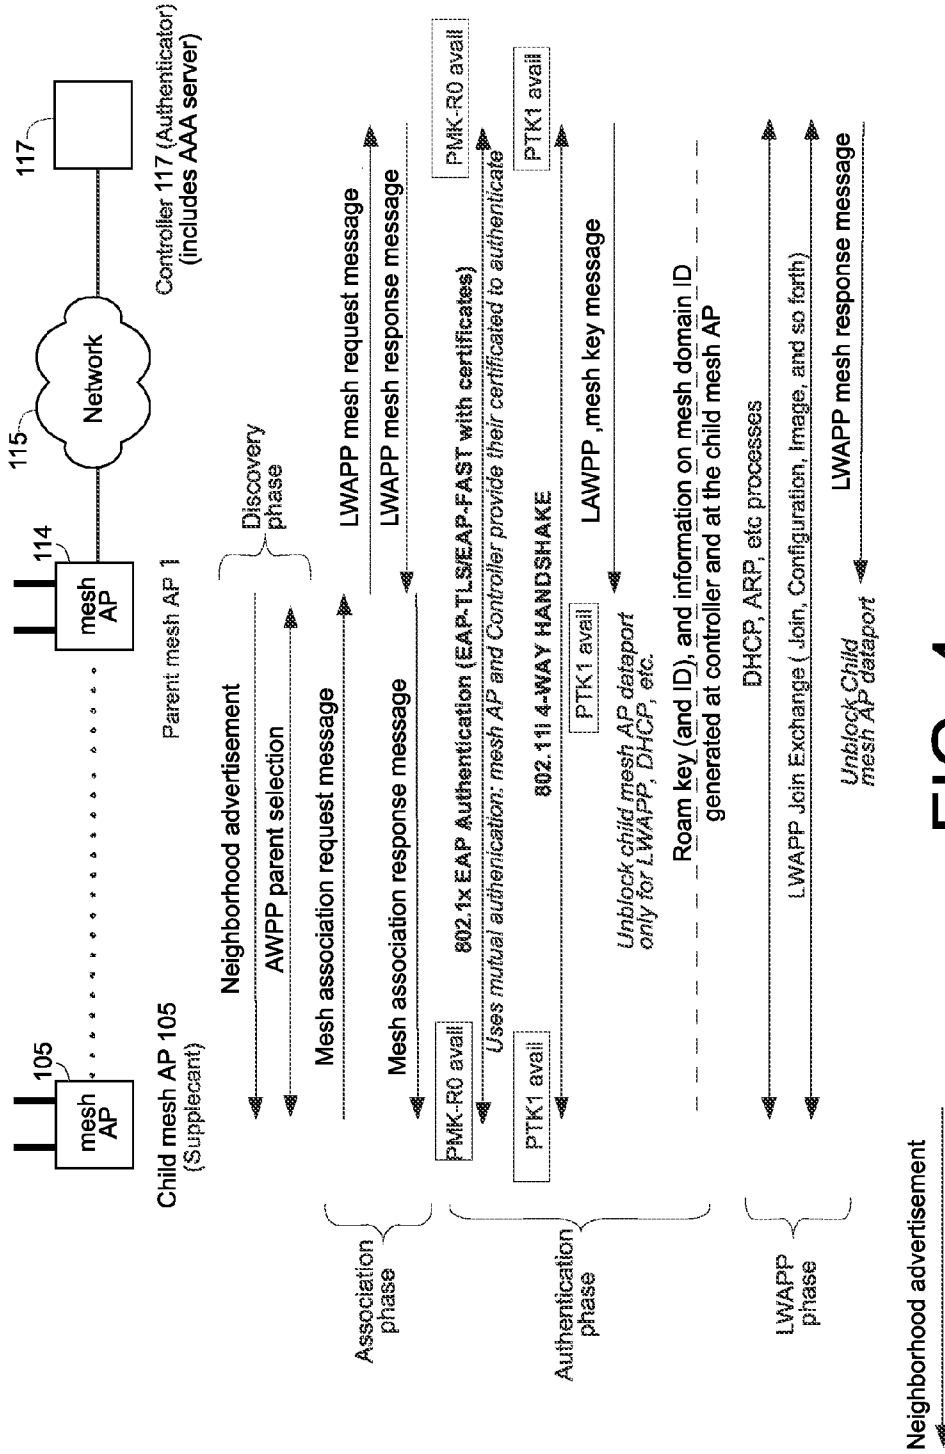 105
mesh
AP
Child mesh AP 105
(Supplecant)
114
mesh
AP
Parent mesh AP 1
115
Network
117
Controller 117 (Authenticator)
(includes AAA server)
Discovery
phase
Neighborhood advertisement
AWPP parent selection
Association
phase
Mesh association request message
LWAPP mesh request message
LWAPP mesh response message
Mesh association response message
Authentication
phase
PMK-R0 avail
802.1x EAP Authentication (EAP-TLS/EAP-FAST with certificates)
PMK-R0 avail
Uses mutual authenication: mesh AP and Controller provide their certificated to authenticate
PTK1 avail
802.11I 4-WAY HANDSHAKE
PTK1 avail
PTK1 avail
LAWPP ,mesh key message
Unblock child mesh AP dataport
only for LWAPP, DHCP, etc.
Roam key (and ID), and information on mesh domain ID
generated at controller and at the child mesh AP
LWAPP
phase
DHCP, ARP, etc processes
LWAPP Join Exchange ( Join, Configuration, Image, and so forth)
LWAPP mesh response message
Unblock Child
mesh AP dataport
Neighborhood advertisement